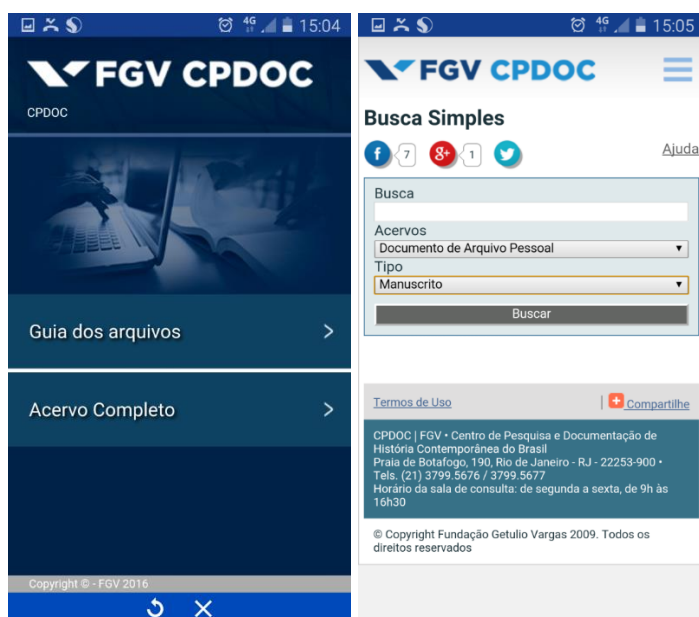 4G 15:04
FGV CPDOC
CPDOC
Guia dos arquivos
Acervo Completo
Copyright © - FGV 2016
4G 15:05
FGV CPDOC
Busca Simples
7
8+ 1
Ajuda
Busca
Acervos
Documento de Arquivo Pessoal
Tipo
Manuscrito
Buscar
Termos de Uso | Compartilhe
CPDOC | FGV • Centro de Pesquisa e Documentação de
História Contemporânea do Brasil
Praia de Botafogo, 190, Rio de Janeiro - RJ - 22253-900 •
Tels. (21) 3799.5676 / 3799.5677
Horário da sala de consulta: de segunda a sexta, de 9h às
16h30
© Copyright Fundação Getulio Vargas 2009. Todos os
direitos reservados